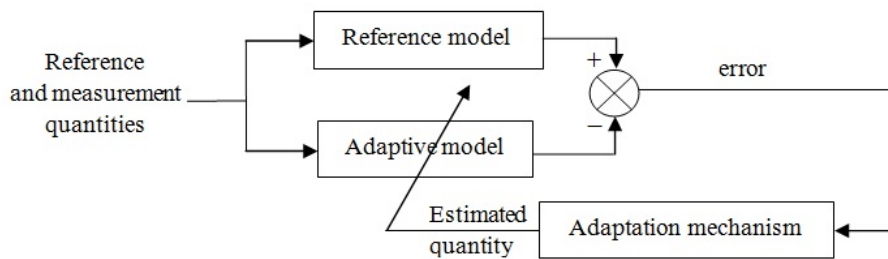 Reference model
Reference
and measurement
quantities
+
error
−
Adaptive model
Estimated
quantity
Adaptation mechanism